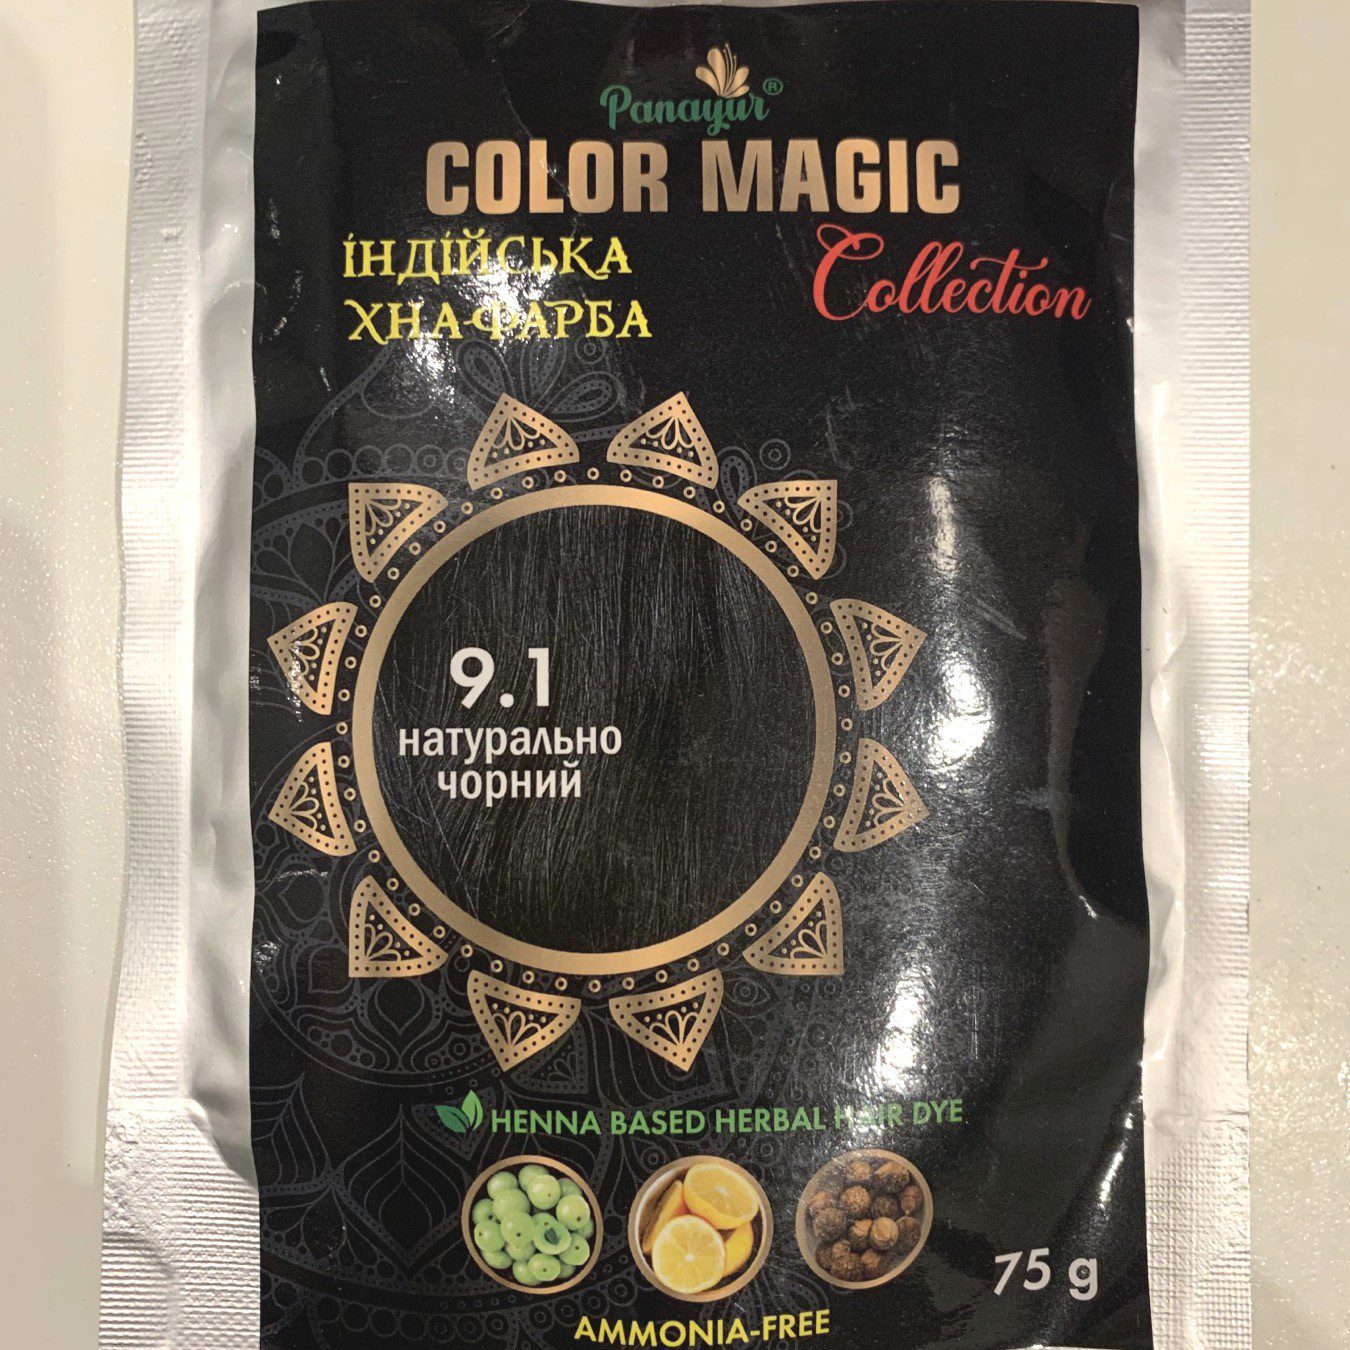 Panayur®
COLOR MAGIC
Collection
ІНДІЙСЬКА
ХНА-ФАРБА
9.1
натурально
чорний
HENNA BASED HERBAL HAIR DYE
75 g
AMMONIA-FREE